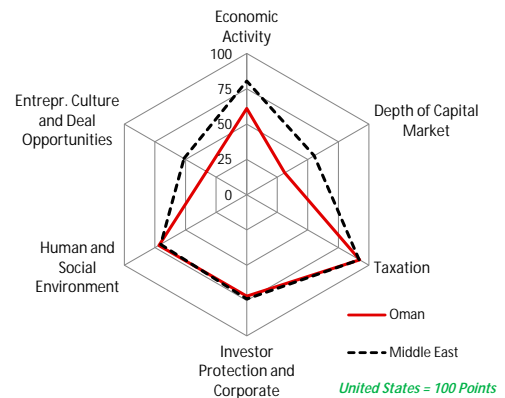 Economic
Activity
100
75
50
25
0
Entrepr. Culture
and Deal
Opportunities
Depth of Capital
Market
Human and
Social
Environment
Taxation
Investor
Protection and
Corporate
Oman
Middle East
United States = 100 Points